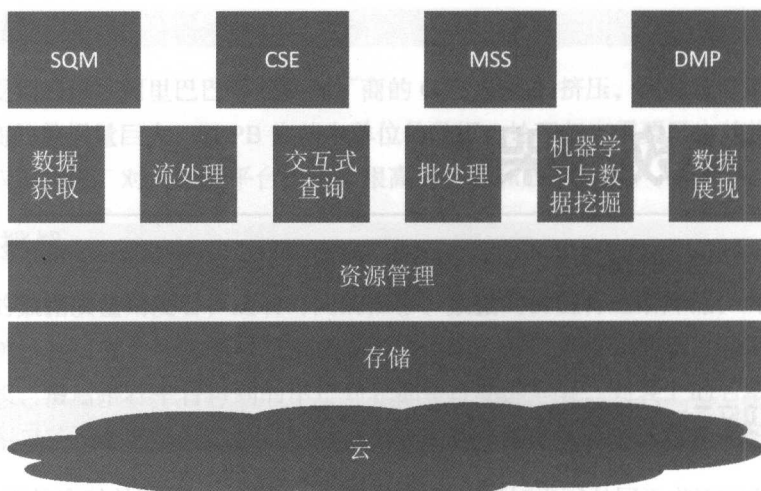 SQM CSE MSS DMP
数据
获取
流处理
交互式
查询
批处理
机器学
习与数
据挖掘
数据
展现
资源管理
存储
云